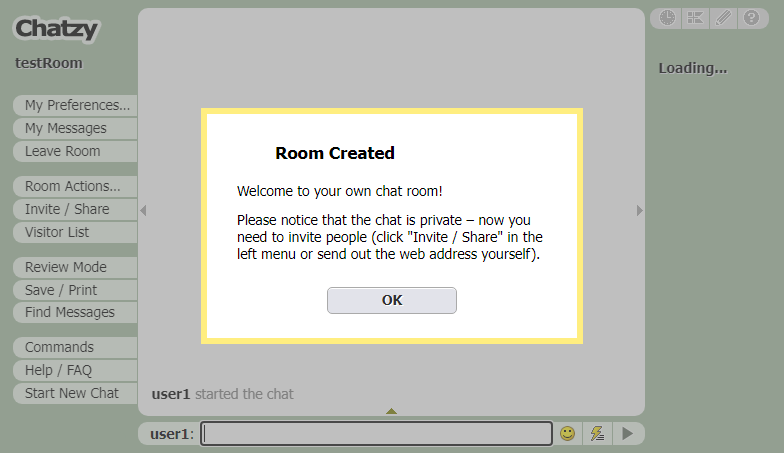 Chatzy
testRoom
My Preferences...
My Messages
Leave Room
Room Actions...
Invite / Share
Visitor List
Review Mode
Save / Print
Find Messages
Commands
Help / FAQ
Start New Chat
Room Created
Welcome to your own chat room!
Please notice that the chat is private – now you
need to invite people (click "Invite / Share" in the
left menu or send out the web address yourself).
OK
user1 started the chat
user1:
Loading...